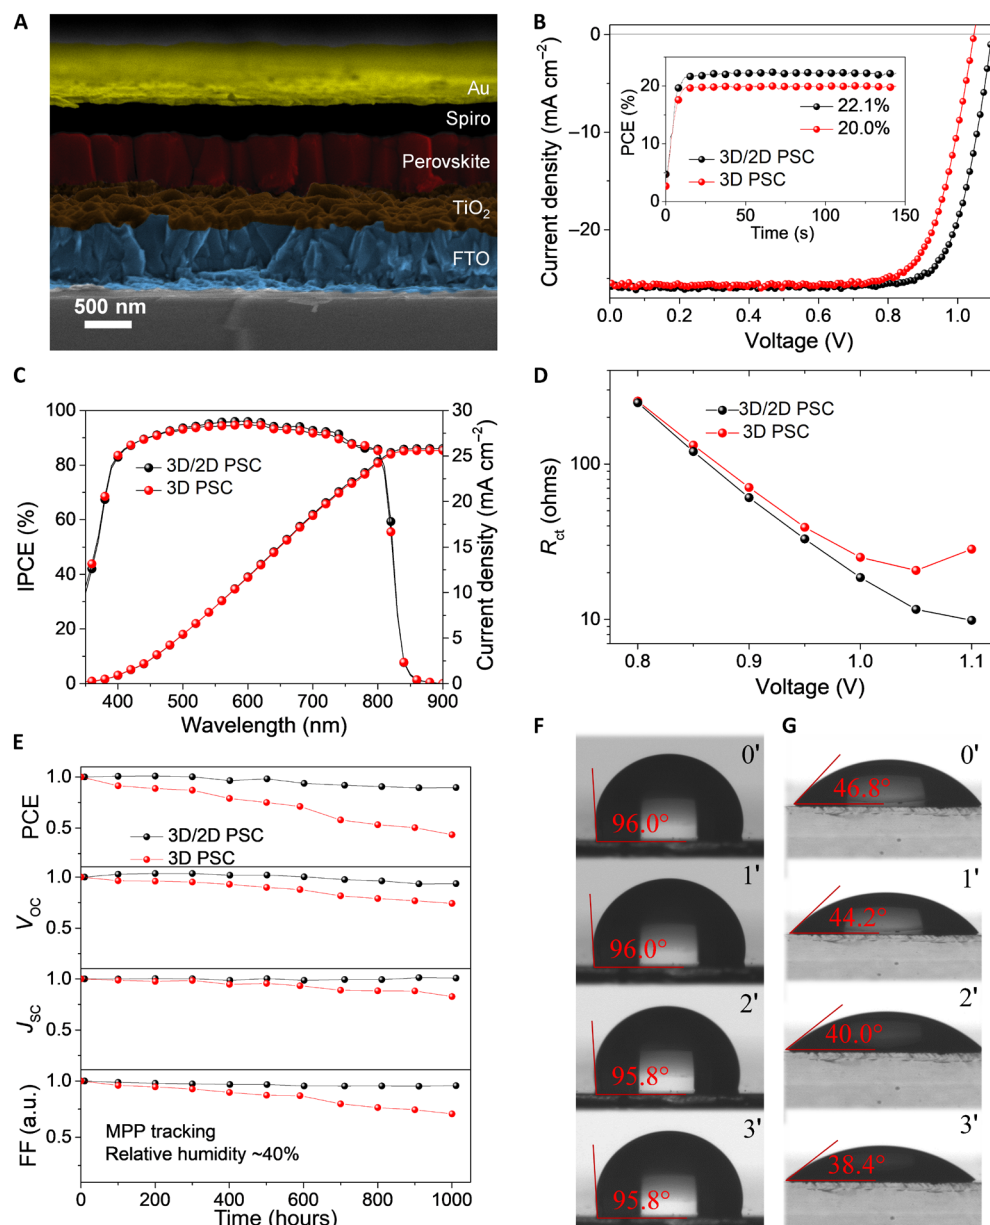 A
Au
Spiro
Perovskite
TiO2
FTO
500 nm
B
Current density (mA cm−2)
0
−10
−20
0.0 0.2 0.4 0.6 0.8 1.0
Voltage (V)
PCE (%)
20
10
0
22.1%
20.0%
3D/2D PSC
3D PSC
0 50 100 150
Time (s)
C
IPCE (%)
100
80
60
40
20
0
3D/2D PSC
3D PSC
30
25
20
15
10
5
0
Current density (mA cm−2)
400 500 600 700 800 900
Wavelength (nm)
D
Rct (ohms)
100
10
3D/2D PSC
3D PSC
0.8 0.9 1.0 1.1
Voltage (V)
E
PCE
1.0
0.5
3D/2D PSC
3D PSC
VOC
1.0
0.5
JSC
1.0
0.5
FF (a.u.)
1.0
0.5
MPP tracking
Relative humidity ~40%
0 200 400 600 800 1000
Time (hours)
F
0'
96.0°
1'
96.0°
2'
95.8°
3'
95.8°
G
0'
46.8°
1'
44.2°
2'
40.0°
3'
38.4°